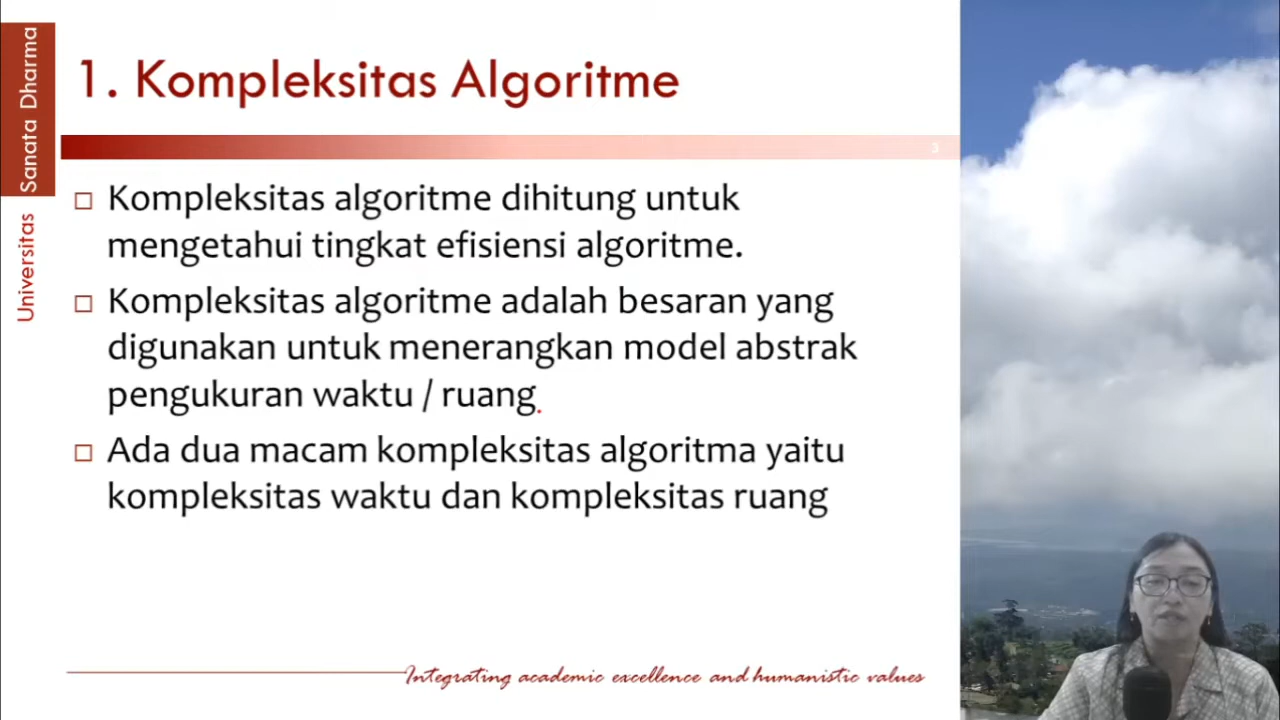 Universitas Sanata Dharma
1. Kompleksitas Algoritme
3
□ Kompleksitas algoritme dihitung untuk
mengetahui tingkat efisiensi algoritme.
□ Kompleksitas algoritme adalah besaran yang
digunakan untuk menerangkan model abstrak
pengukuran waktu / ruang.
□ Ada dua macam kompleksitas algoritma yaitu
kompleksitas waktu dan kompleksitas ruang
Integrating academic excellence and humanistic values